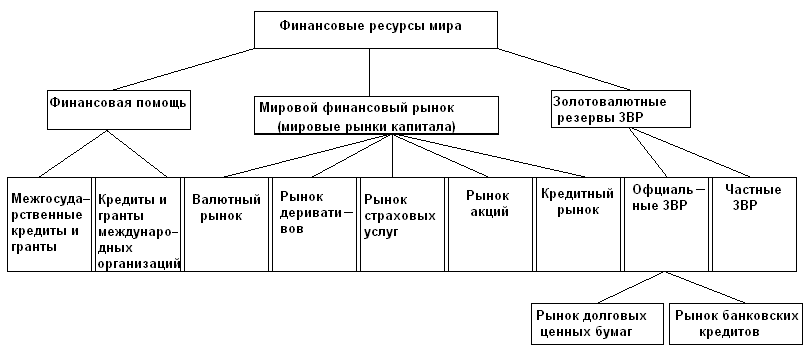 Финансовые ресурсы мира
Финансовая помощь
Мировой финансовый рынок
(мировые рынки капитала)
Золотовалютные
резервы ЗВР
Межгосуда–
рственные
кредиты и
гранты
Кредиты и
гранты
междунаро–
дных
организаций
Валютный
рынок
Рынок
деривати–
вов
Рынок
страховых
услуг
Рынок
акций
Кредитный
рынок
Офциаль–
ные ЗВР
Частные
ЗВР
Рынок долговых
ценных бумаг
Рынок банковских
кредитов